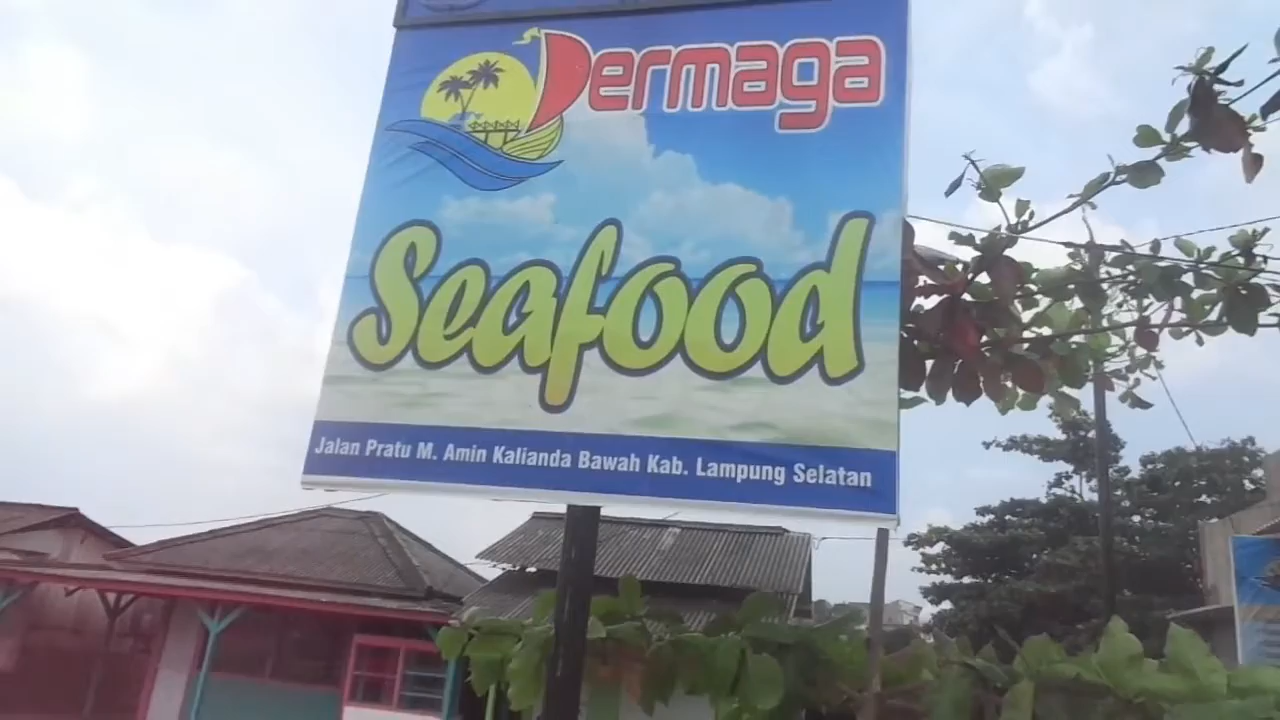 Dermaga
Seafood
Jalan Pratu M. Amin Kalianda Bawah Kab. Lampung Selatan